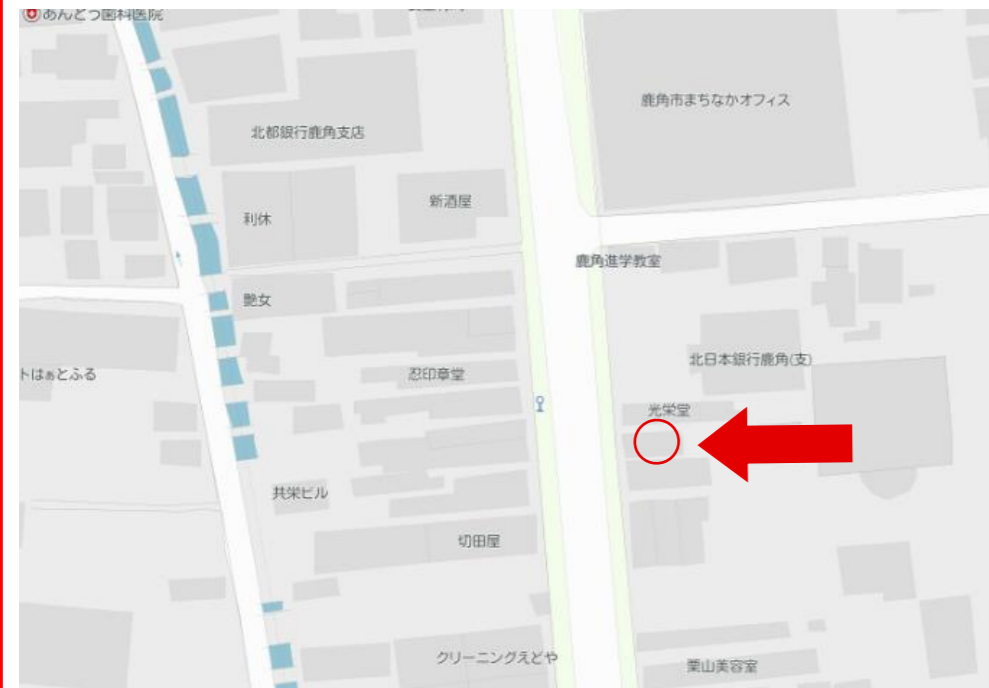 あんどう歯科医院
鹿角市まちなかオフィス
北都銀行鹿角支店
新酒屋
利休
鹿角進学教室
艶女
北日本銀行鹿角(支)
トはぁとふる
忍印章堂
光栄堂
共栄ビル
切田屋
クリーニングえどや
栗山美容室